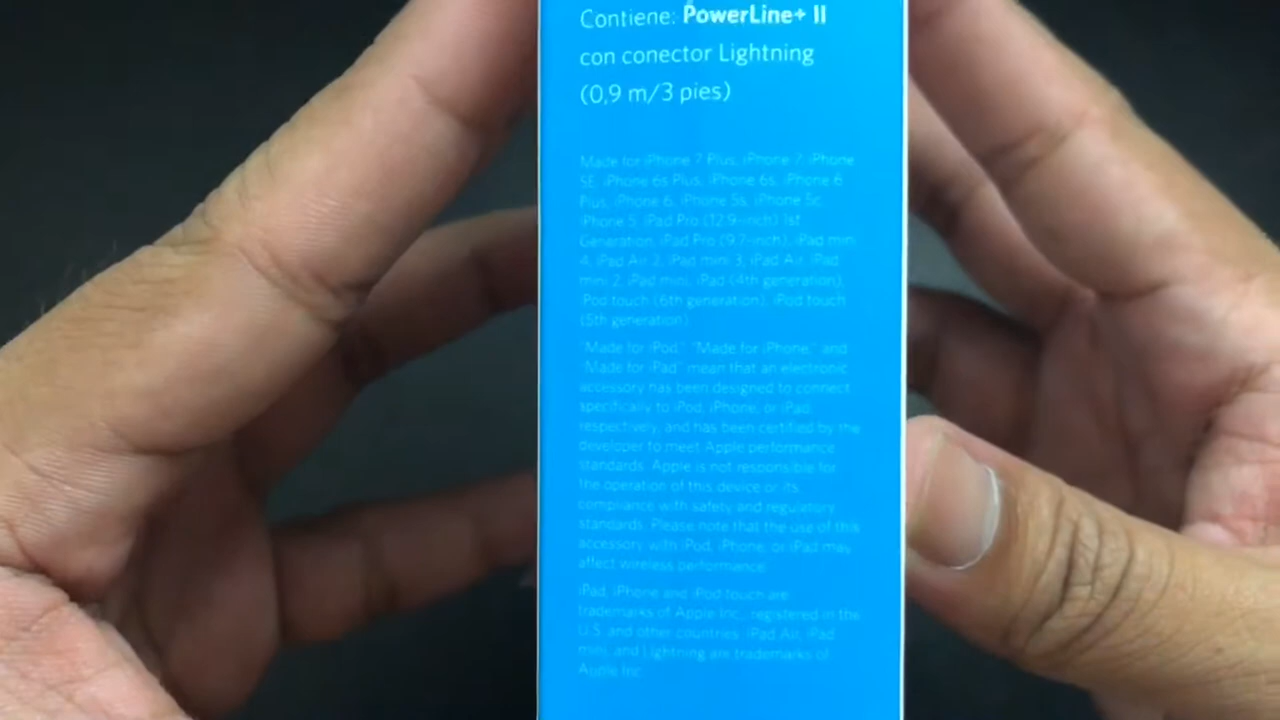 Contiene: PowerLine+ II
con conector Lightning
(0,9 m/3 pies)
Made for iPhone 7 Plus, iPhone 7, iPhone
SE, iPhone 6s Plus, iPhone 6s, iPhone 6
Plus, iPhone 6, iPhone 5s, iPhone 5c,
iPhone 5, iPad Pro (12.9-inch) 1st
Generation, iPad Pro (9.7-inch), iPad mini
4, iPad Air 2, iPad mini 3, iPad Air, iPad
mini 2, iPad mini, iPad (4th generation),
iPod touch (6th generation), iPod touch
(5th generation)
"Made for iPod," "Made for iPhone," and
"Made for iPad" mean that an electronic
accessory has been designed to connect
specifically to iPod, iPhone, or iPad,
respectively, and has been certified by the
developer to meet Apple performance
standards. Apple is not responsible for
the operation of this device or its
compliance with safety and regulatory
standards. Please note that the use of this
accessory with iPod, iPhone, or iPad may
affect wireless performance.
iPad, iPhone and iPod touch are
trademarks of Apple Inc., registered in the
U.S. and other countries. iPad Air, iPad
mini, and Lightning are trademarks of
Apple Inc.